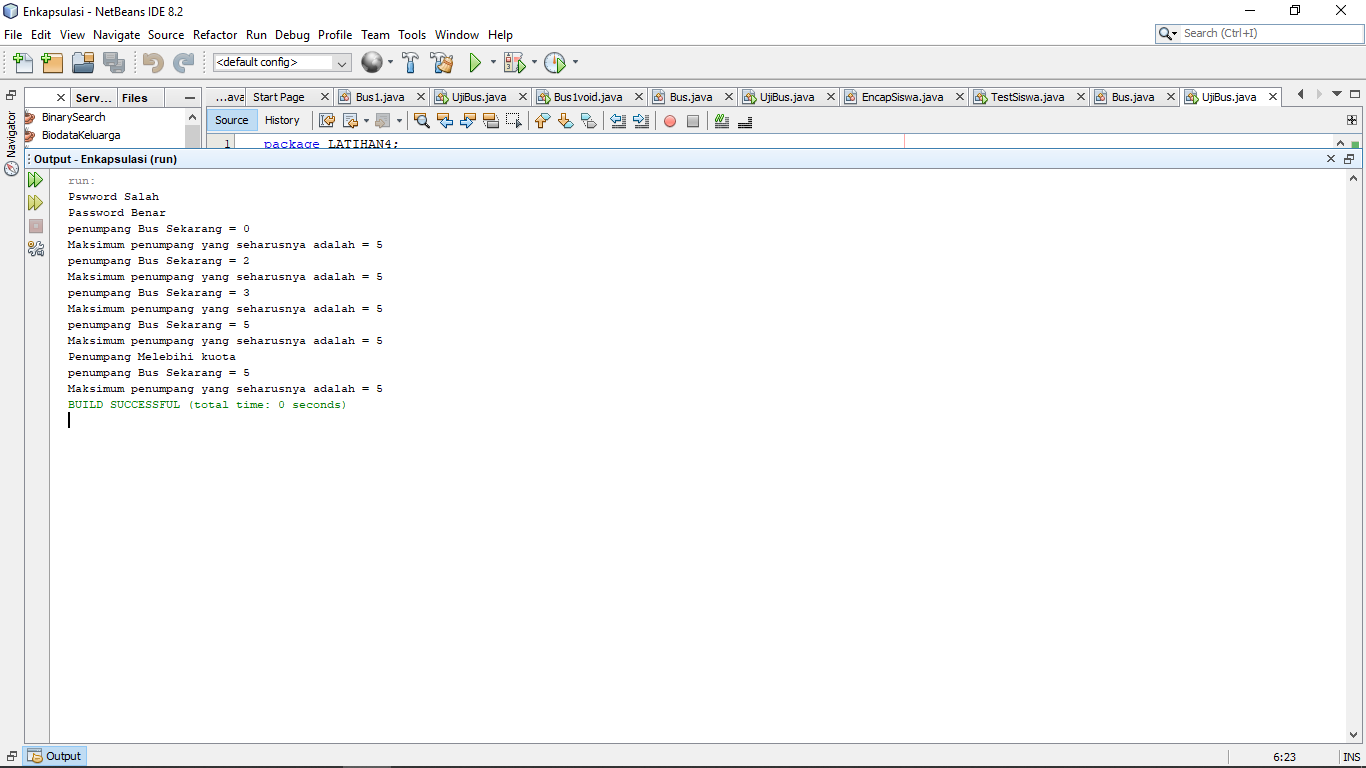 Enkapsulasi - NetBeans IDE 8.2
File Edit View Navigate Source Refactor Run Debug Profile Team Tools Window Help
Search (Ctrl+I)
<default config>
Serv... Files
...ava Start Page Bus1.java UjiBus.java Bus1void.java Bus.java UjiBus.java EncapSiswa.java TestSiswa.java Bus.java UjiBus.java
Navigator
BinarySearch
BiodataKeluarga
Source History
1 package LATIHAN4;
Output - Enkapsulasi (run)
run:
Pswword Salah
Password Benar
penumpang Bus Sekarang = 0
Maksimum penumpang yang seharusnya adalah = 5
penumpang Bus Sekarang = 2
Maksimum penumpang yang seharusnya adalah = 5
penumpang Bus Sekarang = 3
Maksimum penumpang yang seharusnya adalah = 5
penumpang Bus Sekarang = 5
Maksimum penumpang yang seharusnya adalah = 5
Penumpang Melebihi kuota
penumpang Bus Sekarang = 5
Maksimum penumpang yang seharusnya adalah = 5
BUILD SUCCESSFUL (total time: 0 seconds)
Output
6:23 INS